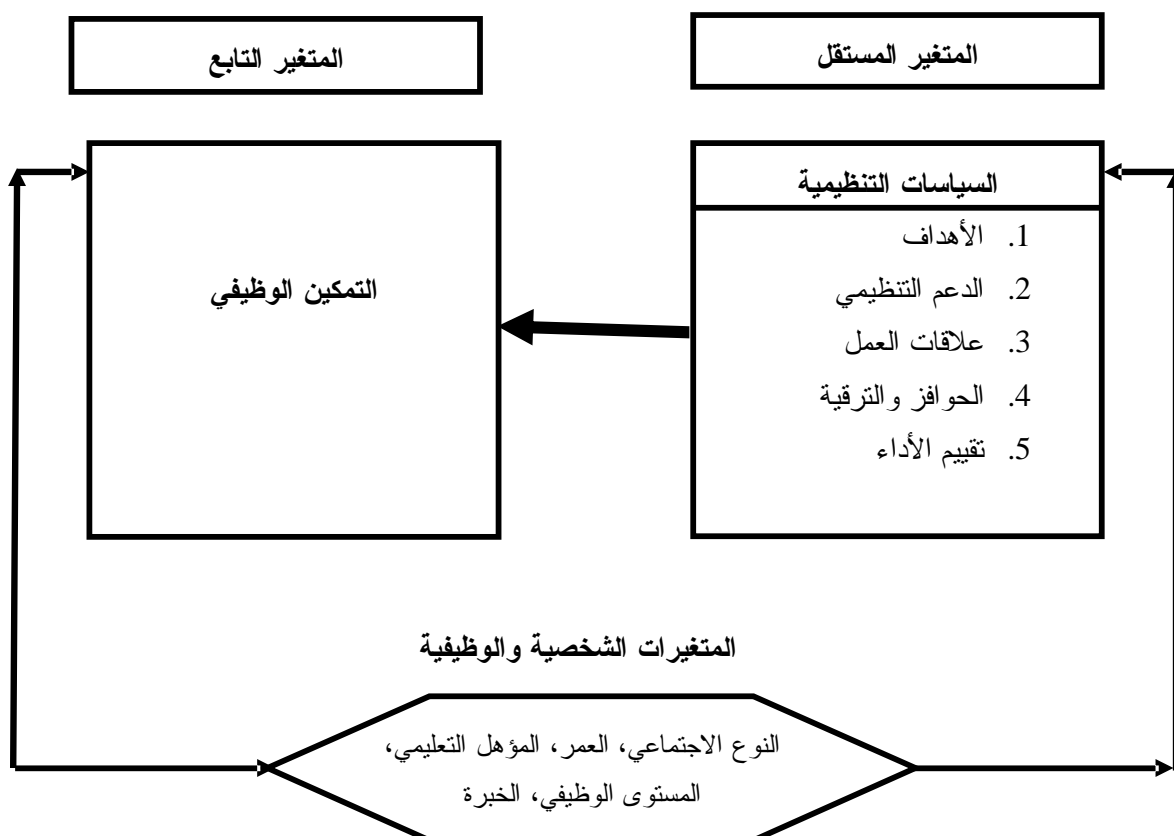 المتغير المستقل
المتغير التابع
السياسات التنظيمية
1. الأهداف
2. الدعم التنظيمي
3. علاقات العمل
4. الحوافز والترقية
5. تقييم الأداء
التمكين الوظيفي
المتغيرات الشخصية والوظيفية
النوع الاجتماعي، العمر، المؤهل التعليمي،
المستوى الوظيفي، الخبرة